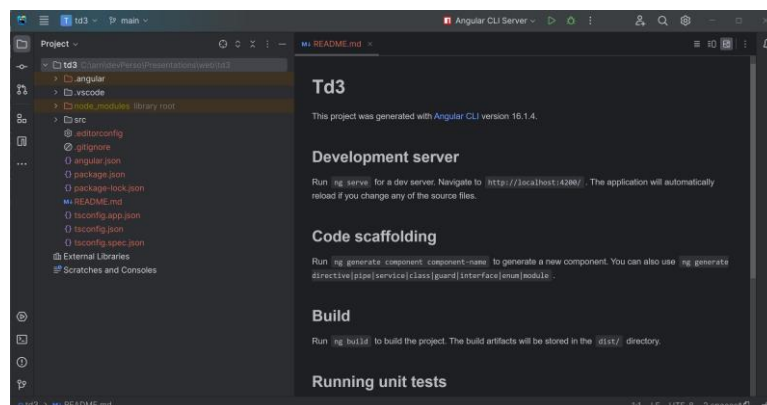 td3
main
Angular CLI Server
Project
README.md
td3
.angular
.vscode
node_modules library root
src
.editorconfig
.gitignore
angular.json
package.json
package-lock.json
README.md
tsconfig.app.json
tsconfig.json
tsconfig.spec.json
External Libraries
Scratches and Consoles
Td3
This project was generated with Angular CLI version 16.1.4.
Development server
Run ng serve for a dev server. Navigate to http://localhost:4200/ . The application will automatically
reload if you change any of the source files.
Code scaffolding
Run ng generate component component-name to generate a new component. You can also use ng generate
directive|pipe|service|class|guard|interface|enum|module .
Build
Run ng build to build the project. The build artifacts will be stored in the dist/ directory.
Running unit tests